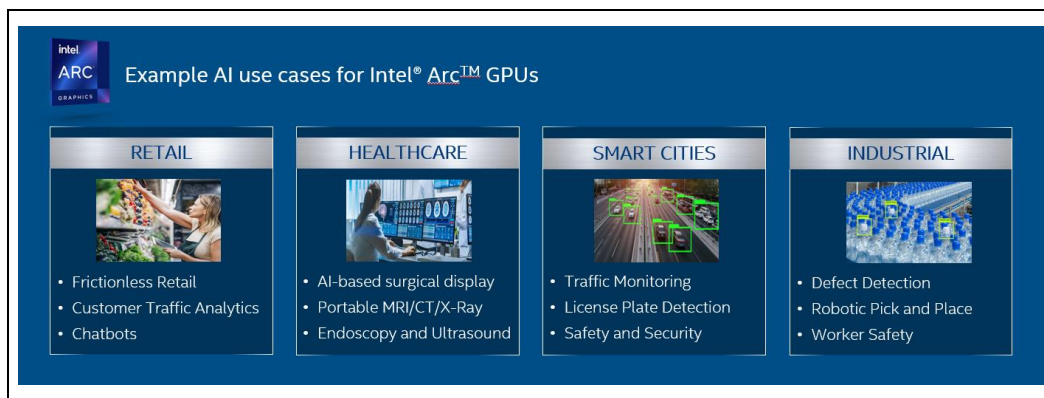 intel
ARC
GRAPHICS
Example AI use cases for Intel® Arc™ GPUs
RETAIL
• Frictionless Retail
• Customer Traffic Analytics
• Chatbots
HEALTHCARE
• AI-based surgical display
• Portable MRI/CT/X-Ray
• Endoscopy and Ultrasound
SMART CITIES
• Traffic Monitoring
• License Plate Detection
• Safety and Security
INDUSTRIAL
• Defect Detection
• Robotic Pick and Place
• Worker Safety